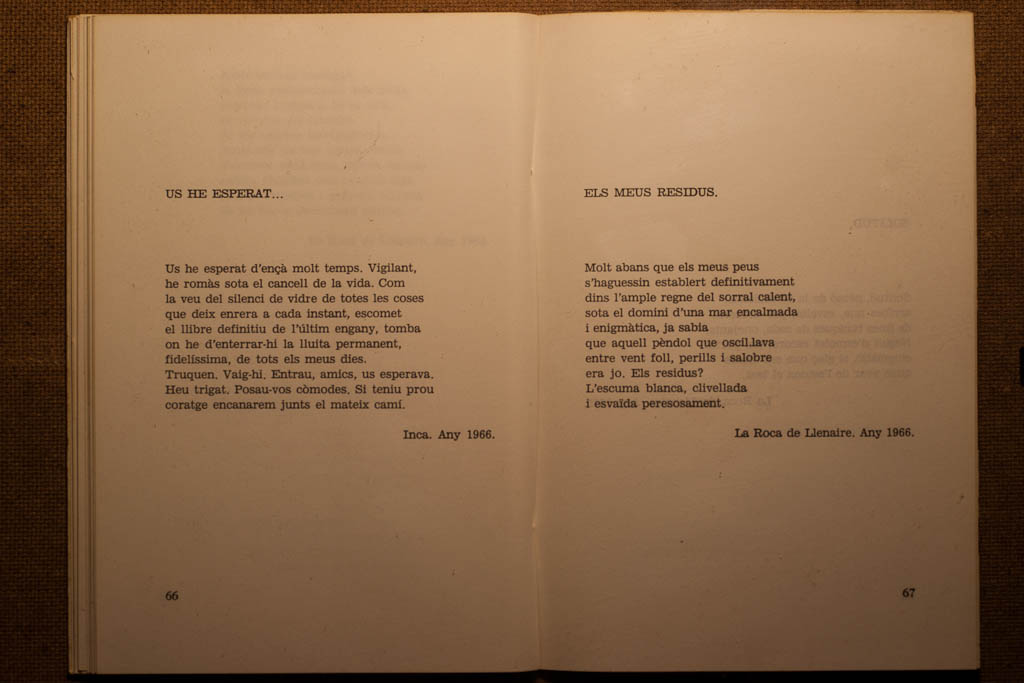 US HE ESPERAT...
Us he esperat d'ençà molt temps. Vigilant,
he romàs sota el cancell de la vida. Com
la veu del silenci de vidre de totes les coses
que deix enrera a cada instant, escomet
el llibre definitiu de l'últim engany, tomba
on he d'enterrar-hi la lluita permanent,
fidelíssima, de tots els meus dies.
Truquen. Vaig-hi. Entrau, amics, us esperava.
Heu trigat. Posau-vos còmodes. Si teniu prou
coratge encanarem junts el mateix camí.
Inca. Any 1966.
66
ELS MEUS RESIDUS.
Molt abans que els meus peus
s'haguessin establert definitivament
dins l'ample regne del sorral calent,
sota el domini d'una mar encalmada
i enigmàtica, ja sabia
que aquell pèndol que oscil.lava
entre vent foll, perills i salobre
era jo. Els residus?
L'escuma blanca, clivellada
i esvaïda peresosament.
La Roca de Llenaire. Any 1966.
67